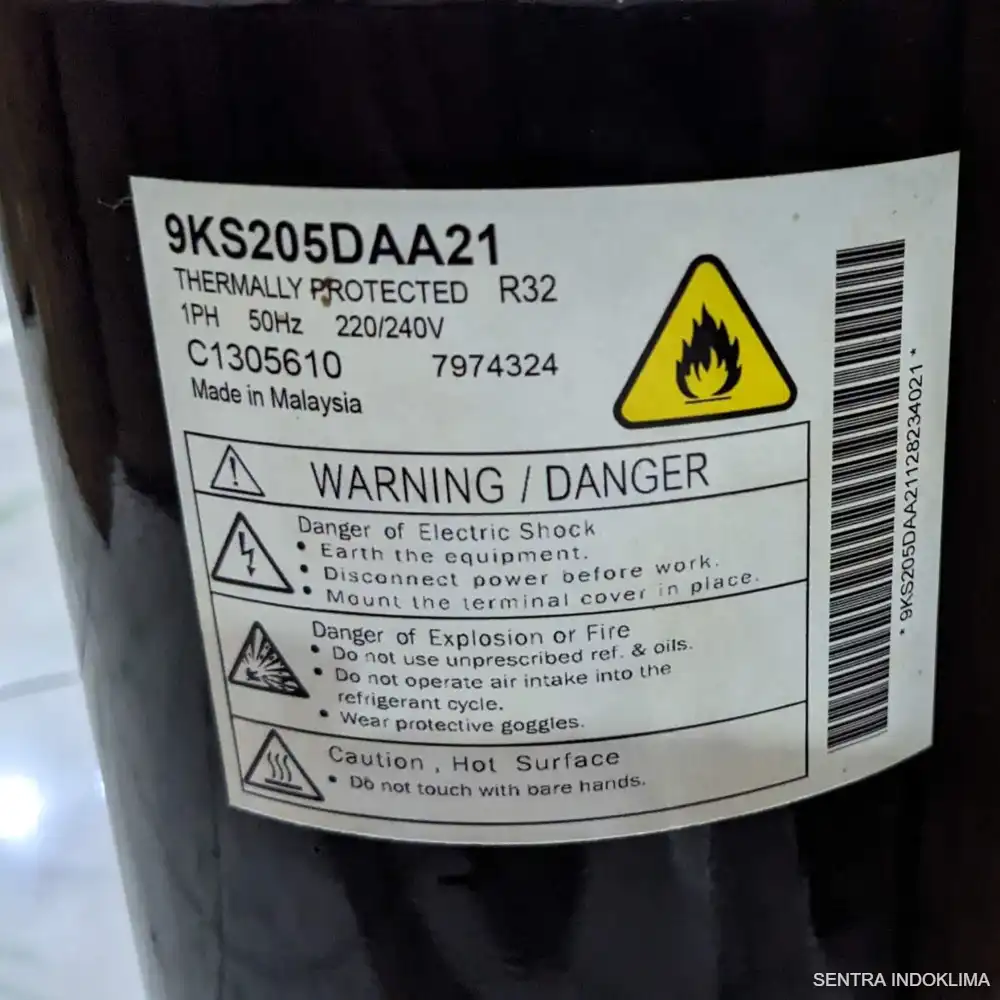 9KS205DAA21
THERMALLY PROTECTED R32
1PH 50Hz 220/240V
C1305610 7974324
Made in Malaysia
WARNING / DANGER
Danger of Electric Shock
• Earth the equipment.
• Disconnect power before work.
• Mount the terminal cover in place.
Danger of Explosion or Fire
• Do not use unprescribed ref. & oils.
• Do not operate air intake into the
refrigerant cycle.
• Wear protective goggles.
Caution , Hot Surface
• Do not touch with bare hands.
* 9KS205DAA21128234021 *
SENTRA INDOKLIMA